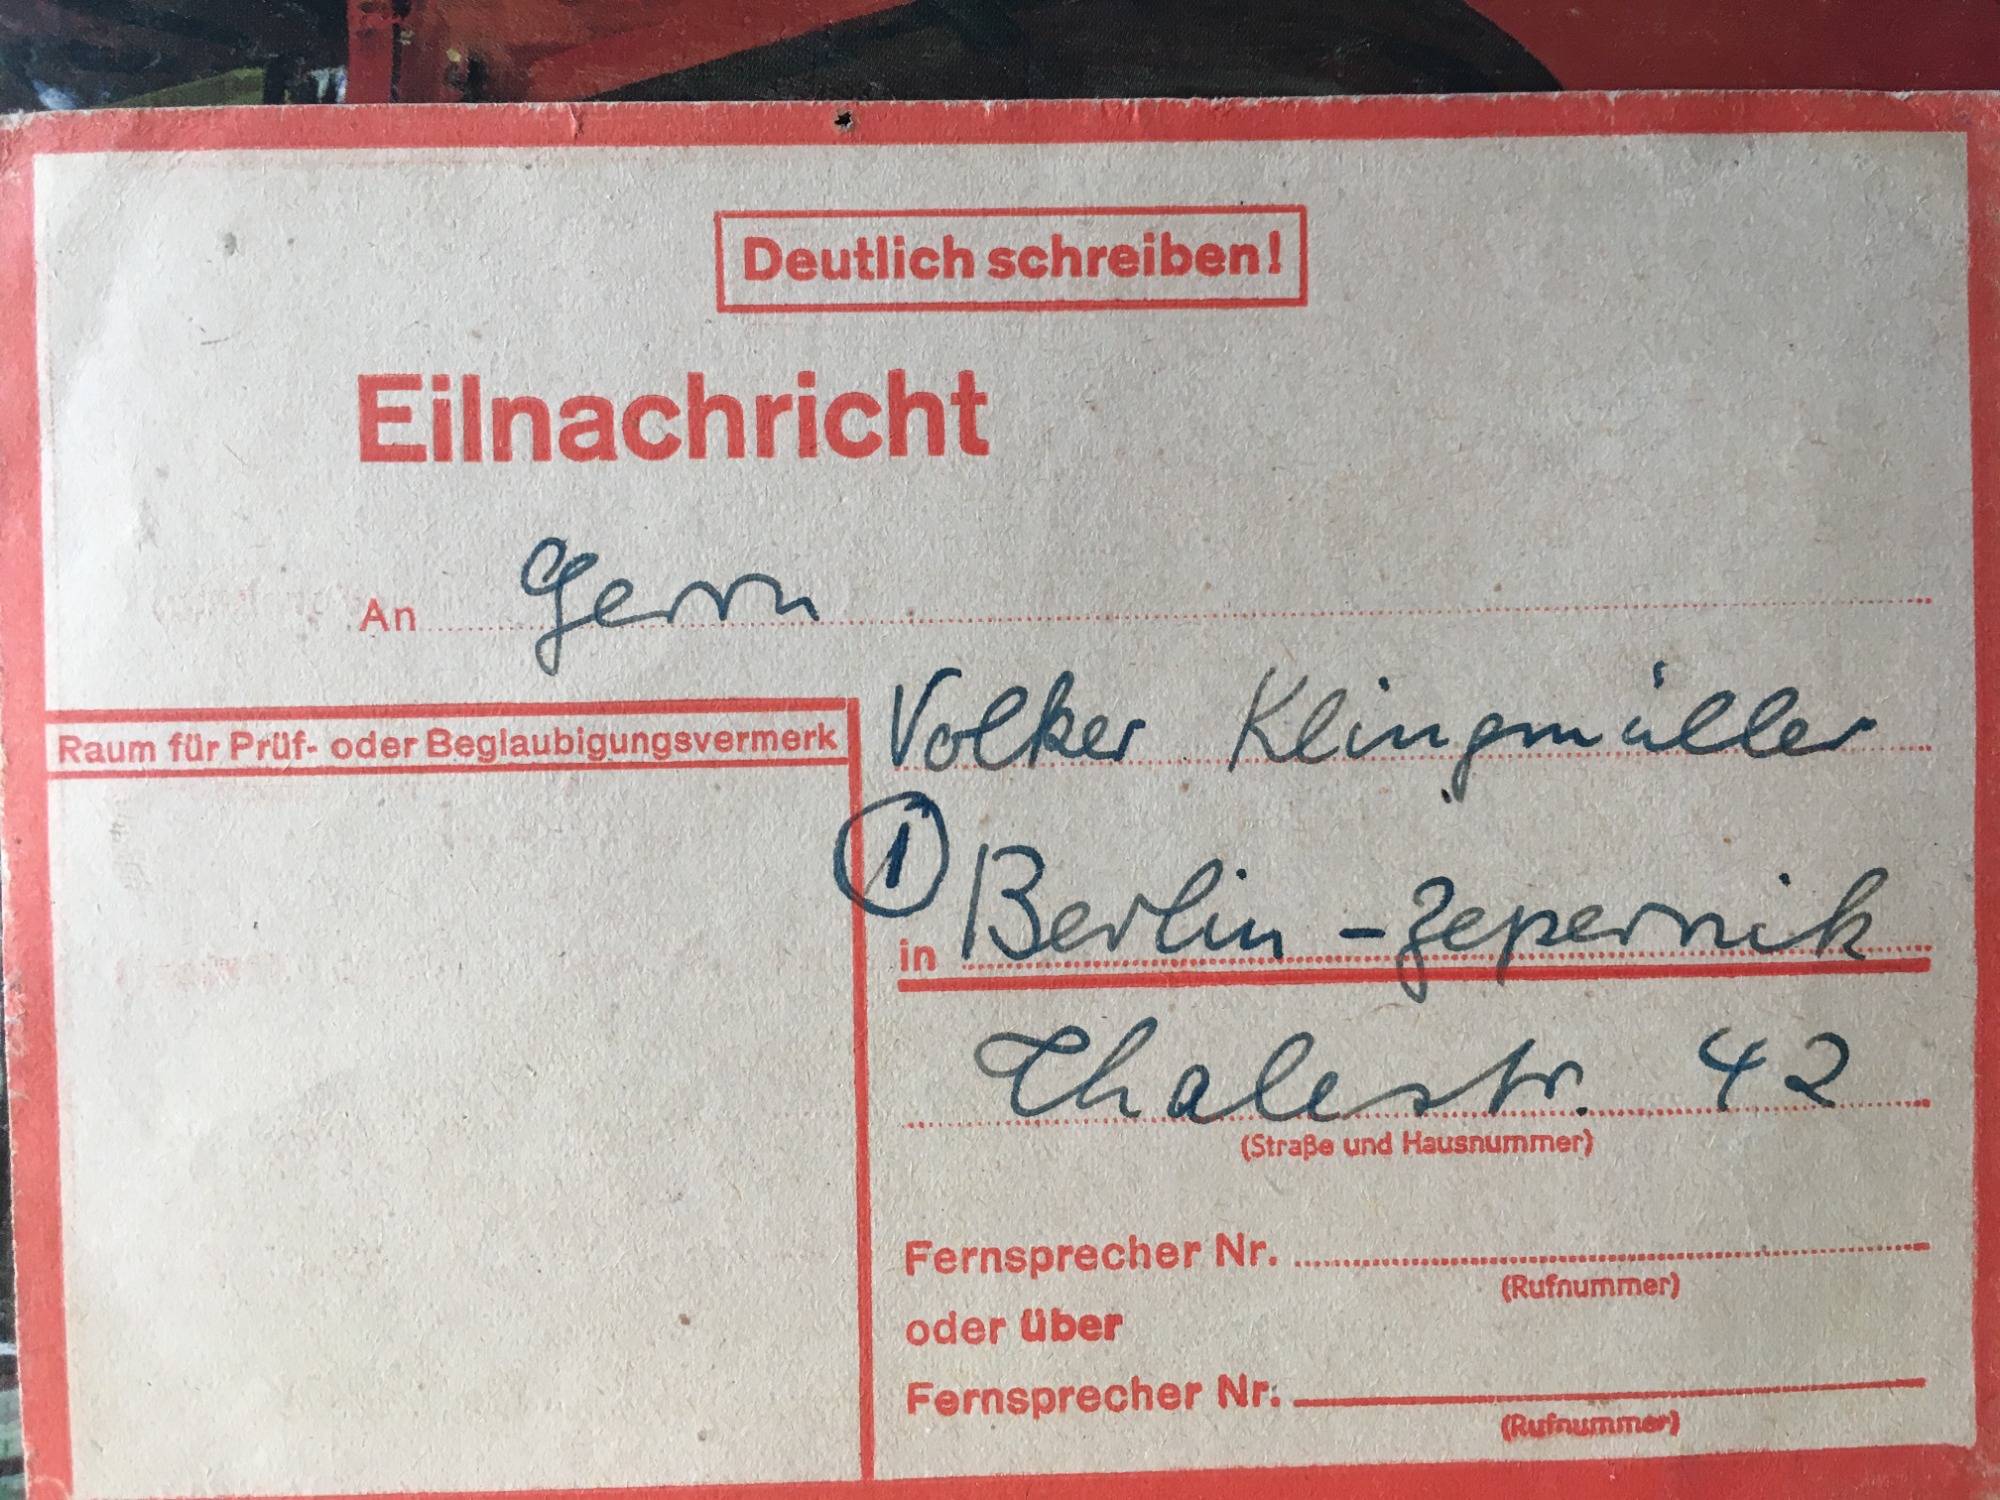 Deutlich schreiben!
Eilnachricht
An Herrn
Volker Klingmüller
Raum für Prüf- oder Beglaubigungsvermerk
①
in Berlin - Zepernik
Thalestr. 42
(Straße und Hausnummer)
Fernsprecher Nr.
(Rufnummer)
oder über
Fernsprecher Nr.
(Rufnummer)